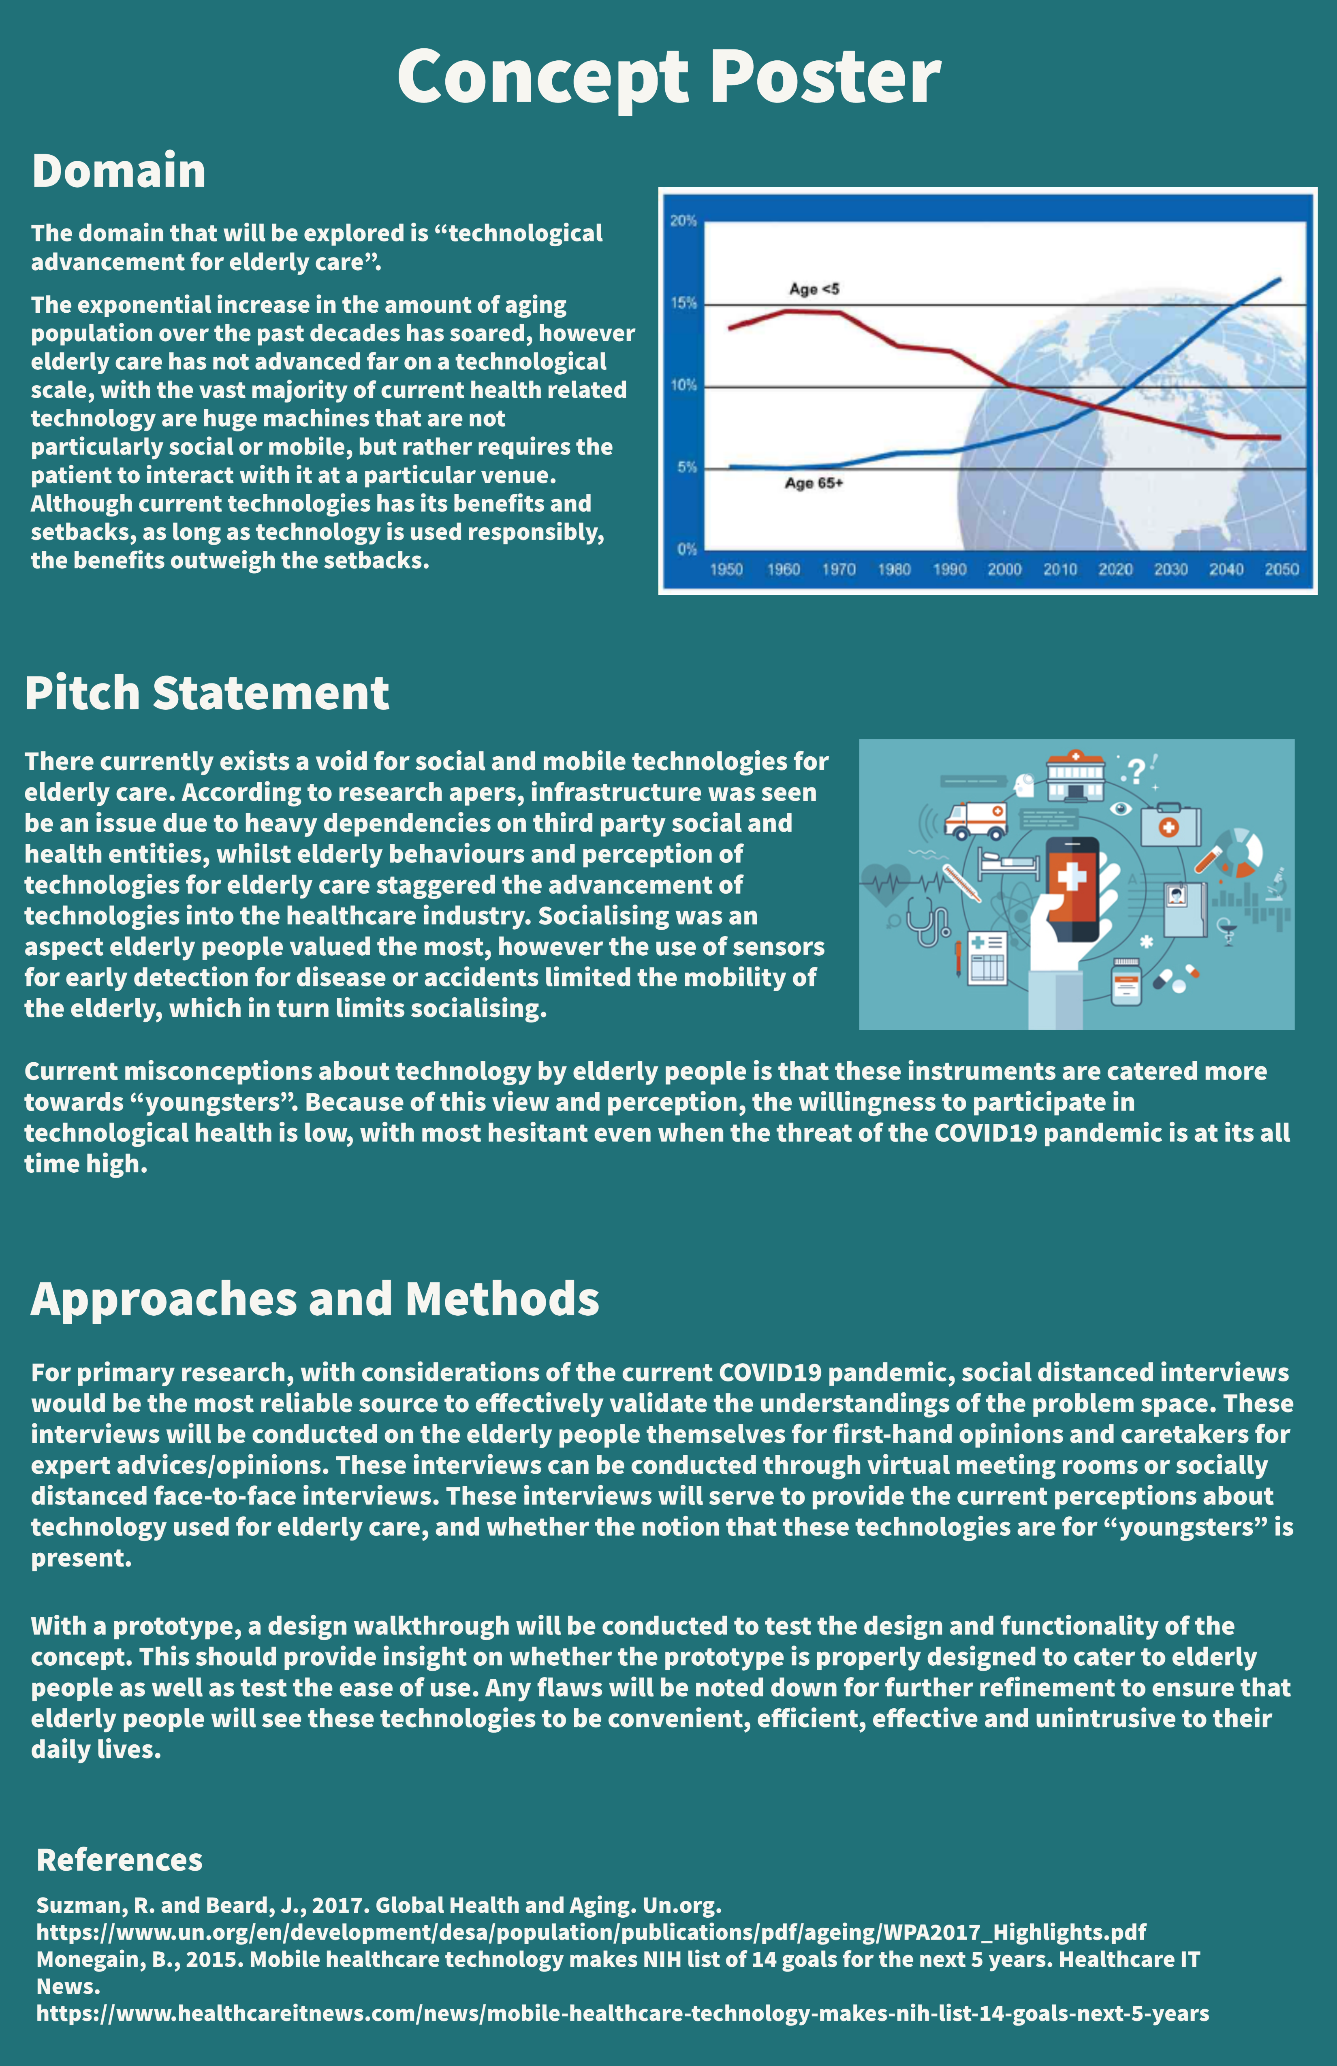 Concept Poster
Domain
The domain that will be explored is “technological
advancement for elderly care”.
The exponential increase in the amount of aging
population over the past decades has soared, however
elderly care has not advanced far on a technological
scale, with the vast majority of current health related
technology are huge machines that are not
particularly social or mobile, but rather requires the
patient to interact with it at a particular venue.
Although current technologies has its benefits and
setbacks, as long as technology is used responsibly,
the benefits outweigh the setbacks.
20%
15%
10%
5%
0%
Age <5
Age 65+
1950 1960 1970 1980 1990 2000 2010 2020 2030 2040 2050
Pitch Statement
There currently exists a void for social and mobile technologies for
elderly care. According to research apers, infrastructure was seen
be an issue due to heavy dependencies on third party social and
health entities, whilst elderly behaviours and perception of
technologies for elderly care staggered the advancement of
technologies into the healthcare industry. Socialising was an
aspect elderly people valued the most, however the use of sensors
for early detection for disease or accidents limited the mobility of
the elderly, which in turn limits socialising.
?!
Current misconceptions about technology by elderly people is that these instruments are catered more
towards “youngsters”. Because of this view and perception, the willingness to participate in
technological health is low, with most hesitant even when the threat of the COVID19 pandemic is at its all
time high.
Approaches and Methods
For primary research, with considerations of the current COVID19 pandemic, social distanced interviews
would be the most reliable source to effectively validate the understandings of the problem space. These
interviews will be conducted on the elderly people themselves for first-hand opinions and caretakers for
expert advices/opinions. These interviews can be conducted through virtual meeting rooms or socially
distanced face-to-face interviews. These interviews will serve to provide the current perceptions about
technology used for elderly care, and whether the notion that these technologies are for “youngsters” is
present.
With a prototype, a design walkthrough will be conducted to test the design and functionality of the
concept. This should provide insight on whether the prototype is properly designed to cater to elderly
people as well as test the ease of use. Any flaws will be noted down for further refinement to ensure that
elderly people will see these technologies to be convenient, efficient, effective and unintrusive to their
daily lives.
References
Suzman, R. and Beard, J., 2017. Global Health and Aging. Un.org.
https://www.un.org/en/development/desa/population/publications/pdf/ageing/WPA2017_Highlights.pdf
Monegain, B., 2015. Mobile healthcare technology makes NIH list of 14 goals for the next 5 years. Healthcare IT
News.
https://www.healthcareitnews.com/news/mobile-healthcare-technology-makes-nih-list-14-goals-next-5-years